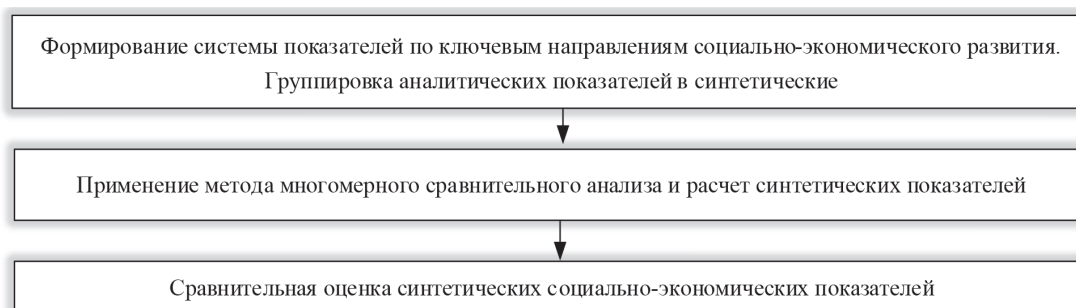 Формирование системы показателей по ключевым направлениям социально-экономического развития.
Группировка аналитических показателей в синтетические
Применение метода многомерного сравнительного анализа и расчет синтетических показателей
Сравнительная оценка синтетических социально-экономических показателей